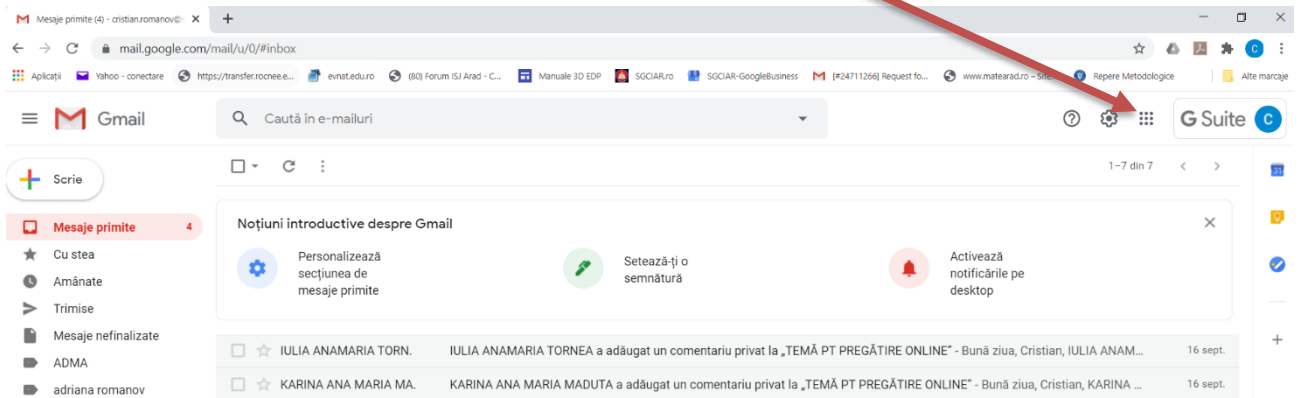 Mesaje primite (4) - cristian.romanov@
mail.google.com/mail/u/0/#inbox
Aplicații Yahoo - conectare https://transfer.rocnee.e... evnat.edu.ro (80) Forum ISJ Arad - C... Manuale 3D EDP SGCIAR.ro SGCIAR-GoogleBusiness [#24711266] Request fo... www.matearad.ro – Site... Repere Metodologice Alte marcaje
Gmail Caută în e-mailuri G Suite C
Scrie 1–7 din 7
Mesaje primite 4
Cu stea
Amânate
Trimise
Mesaje nefinalizate
ADMA
adriana romanov
Noțiuni introductive despre Gmail
Personalizează
secțiunea de
mesaje primite
Setează-ți o
semnătură
Activează
notificările pe
desktop
IULIA ANAMARIA TORN. IULIA ANAMARIA TORNEA a adăugat un comentariu privat la „TEMĂ PT PREGĂTIRE ONLINE” - Bună ziua, Cristian, IULIA ANAM... 16 sept.
KARINA ANA MARIA MA. KARINA ANA MARIA MADUTA a adăugat un comentariu privat la „TEMĂ PT PREGĂTIRE ONLINE” - Bună ziua, Cristian, KARINA ... 16 sept.